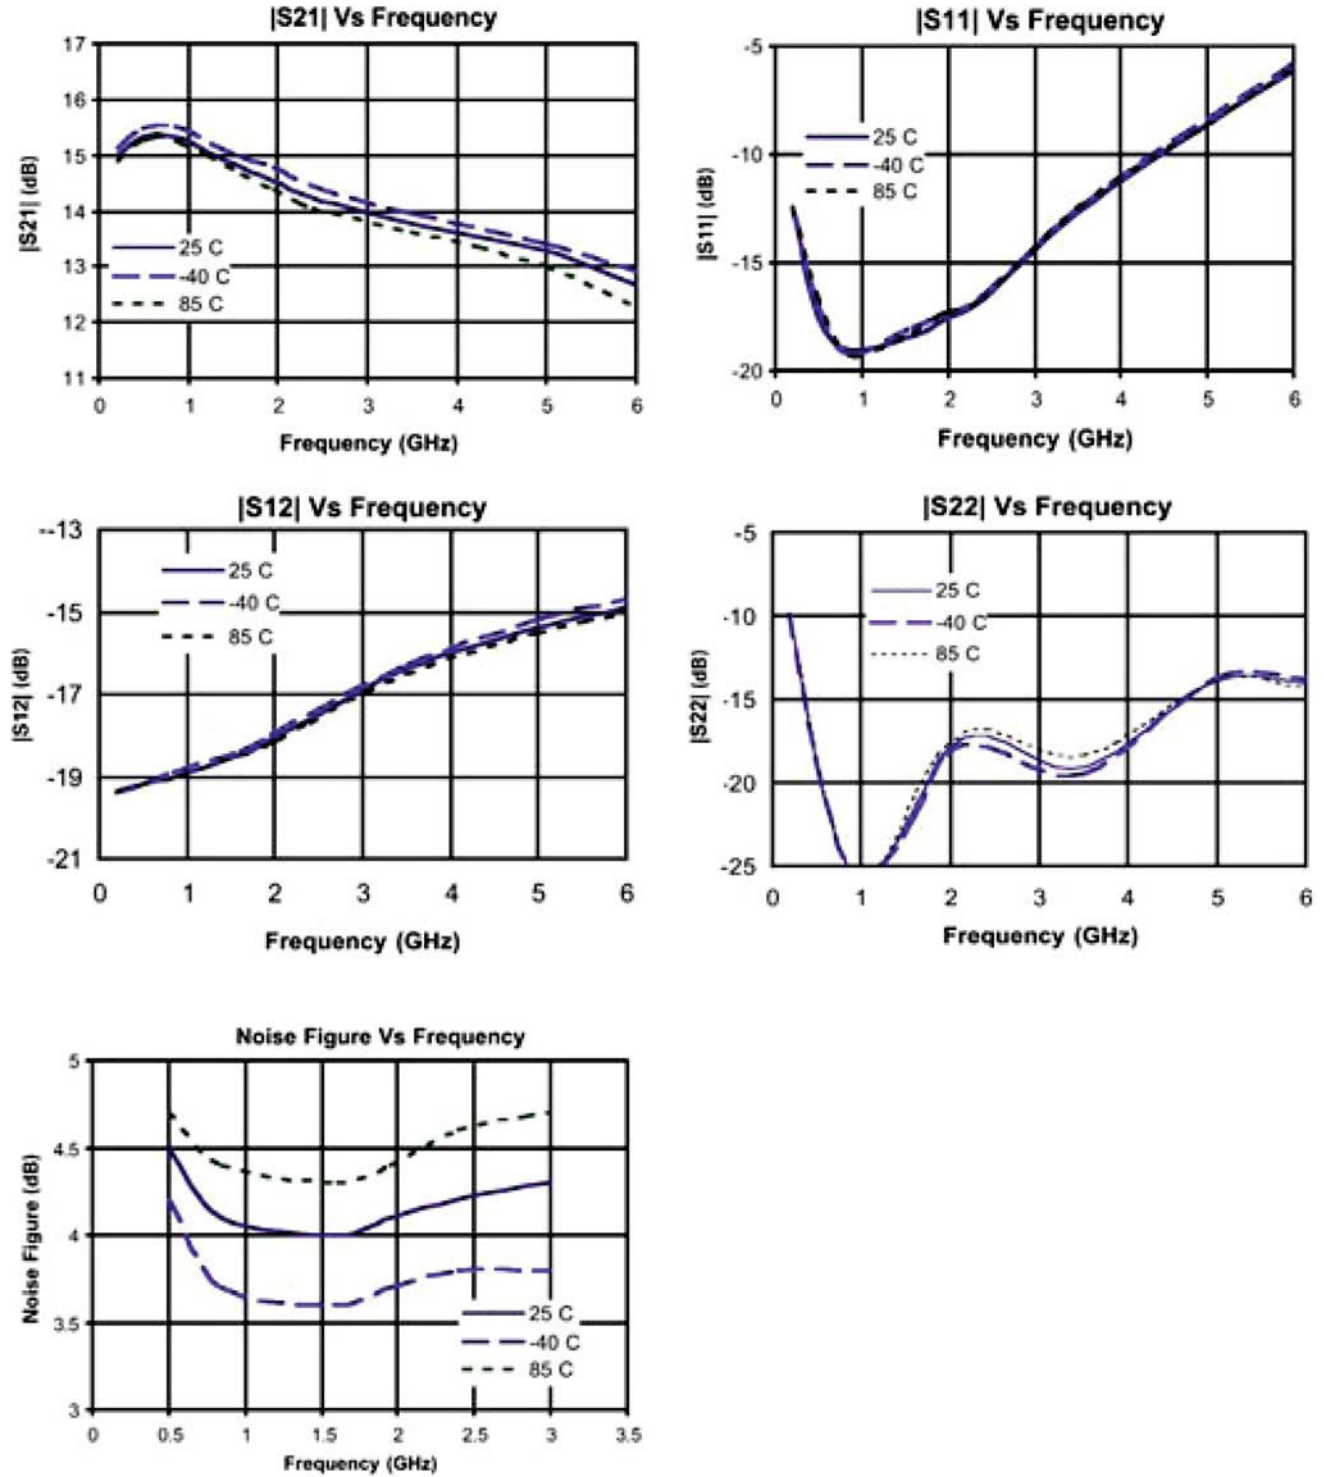 |S21| Vs Frequency
17
16
15
14
13
12
11
|S21| (dB)
25 C
-40 C
85 C
0 1 2 3 4 5 6
Frequency (GHz)
|S11| Vs Frequency
-5
-10
-15
-20
|S11| (dB)
25 C
-40 C
85 C
0 1 2 3 4 5 6
Frequency (GHz)
|S12| Vs Frequency
--13
-15
-17
-19
-21
|S12| (dB)
25 C
-40 C
85 C
0 1 2 3 4 5 6
Frequency (GHz)
|S22| Vs Frequency
-5
-10
-15
-20
-25
|S22| (dB)
25 C
-40 C
85 C
0 1 2 3 4 5 6
Frequency (GHz)
Noise Figure Vs Frequency
5
4.5
4
3.5
3
Noise Figure (dB)
25 C
-40 C
85 C
0 0.5 1 1.5 2 2.5 3 3.5
Frequency (GHz)